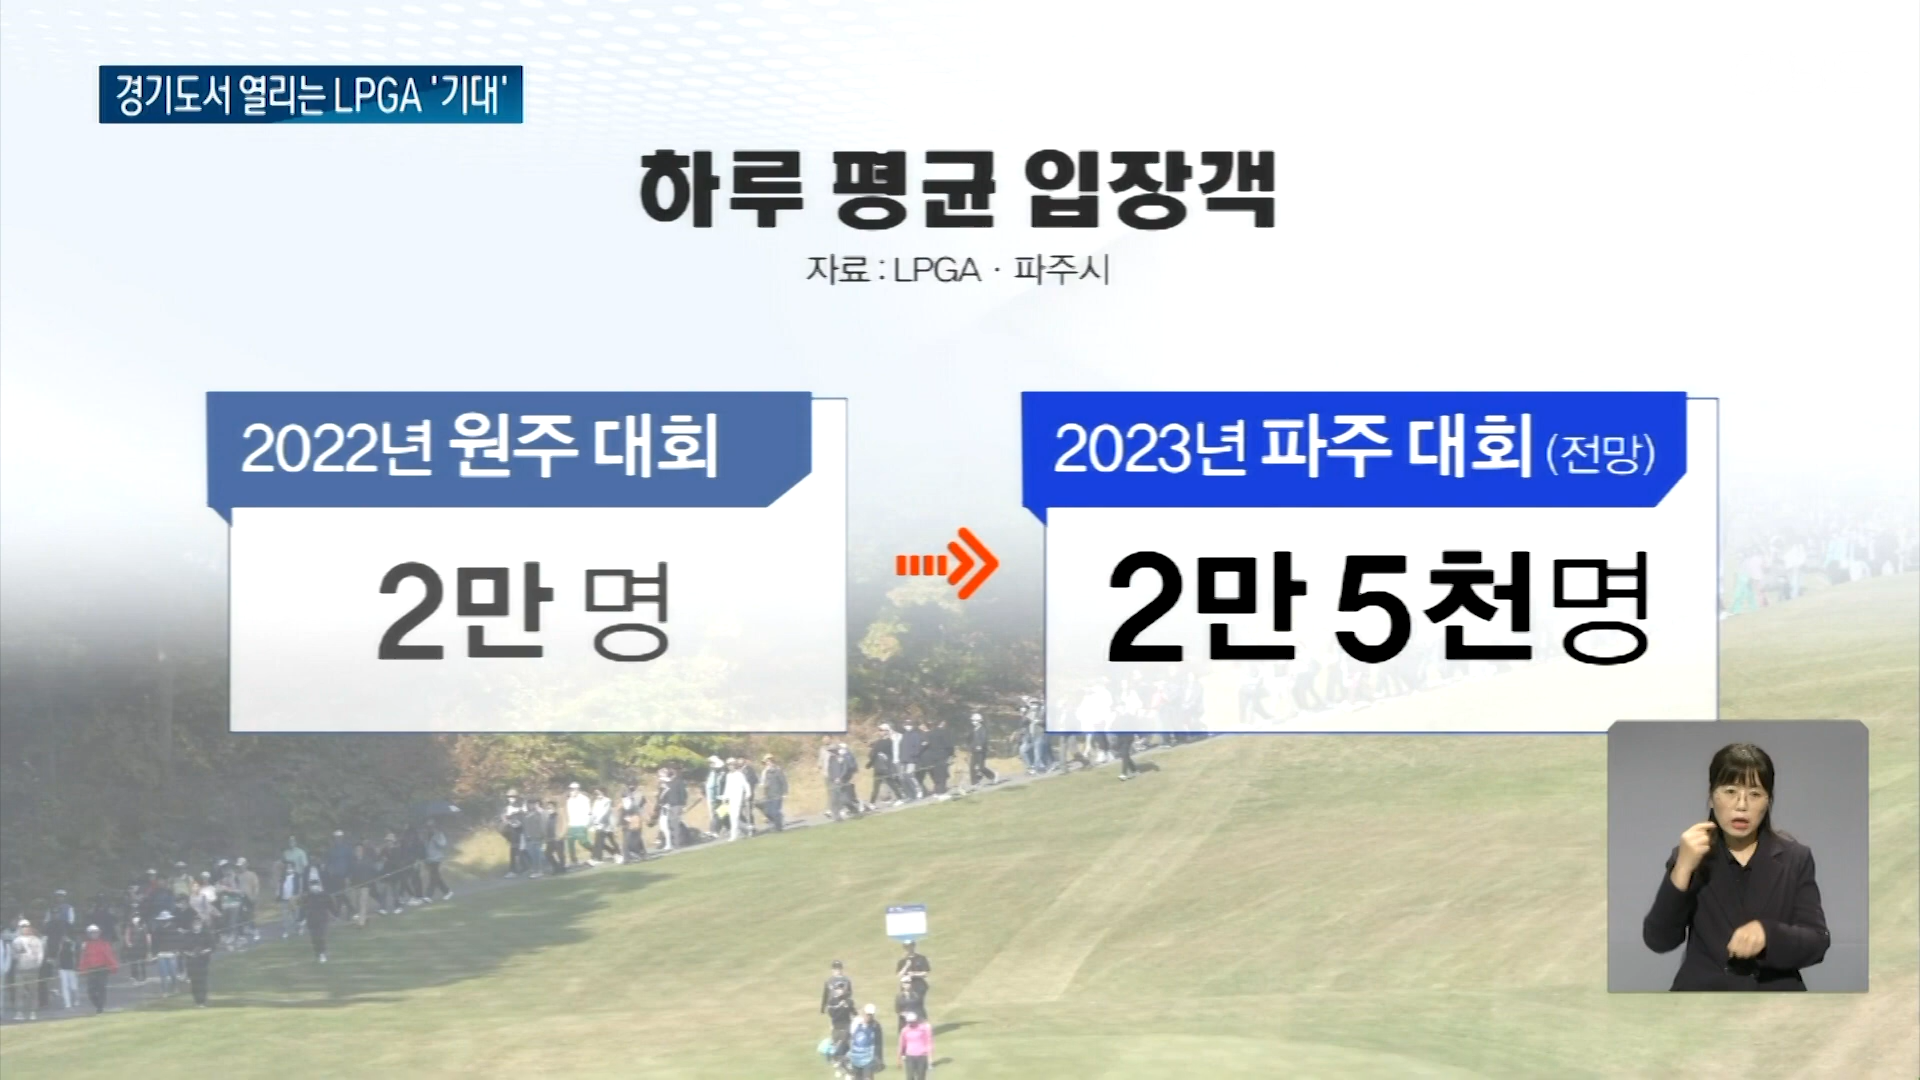 경기도서 열리는 LPGA '기대'
하루 평균 입장객
자료 : LPGA · 파주시
2022년 원주 대회
2만 명
2023년 파주 대회 (전망)
2만 5천명